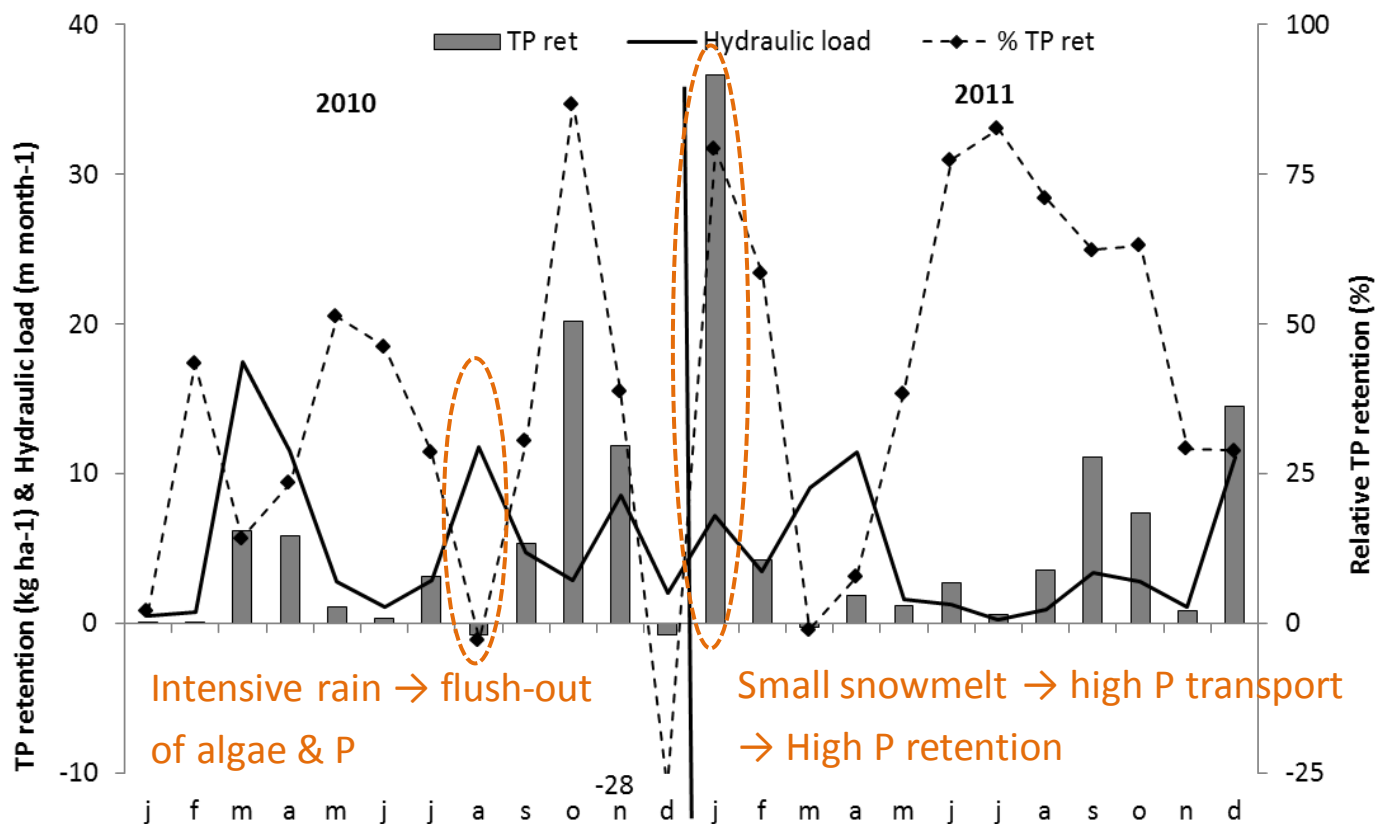 TP ret Hydraulic load % TP ret
2010
2011
TP retention (kg ha-1) & Hydraulic load (m month-1)
40
30
20
10
0
-10
100
75
50
25
0
-25
Relative TP retention (%)
Intensive rain → flush-out
of algae & P
Small snowmelt → high P transport
→ High P retention
-28
j f m a m j j a s o n d j f m a m j j a s o n d